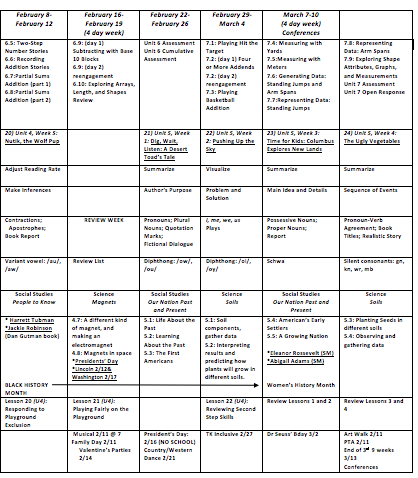 February 8-
February 12
February 16-
February 19
(4 day week)
February 22-
February 26
February 29-
March 4
March 7-10
(4 day week)
Conferences
6.5: Two-Step
Number Stories
6.6: Recording
Addition Stories
6.7:Partial Sums
Addition (part 1)
6.8:Partial Sums
Addition (part 2)
6.9: (day 1)
Subtracting with Base
10 Blocks
6.9: (day 2)
reengagement
6.10: Exploring Arrays,
Length, and Shapes
Review
Unit 6 Assessment
Unit 6 Cumulative
Assessment
7.1: Playing Hit the
Target
7.2: (day 1) Four
or More Addends
7.2: (day 2)
reengagement
7.3: Playing
Basketball
Addition
7.4: Measuring with
Yards
7.5:Measuring with
Meters
7.6: Generating Data:
Standing Jumps and
Arm Spans
7.7:Representing Data:
Standing Jumps
7.8: Representing
Data: Arm Spans
7.9: Exploring Shape
Attributes, Graphs,
and Measurements
Unit 7 Assessment
Unit 7 Open Response
20) Unit 4, Week 5:
Nutik, the Wolf Pup
21) Unit 5, Week
1: Dig, Wait,
Listen: A Desert
Toad's Tale
22) Unit 5, Week
2: Pushing Up the
Sky
23) Unit 5, Week 3:
Time for Kids: Columbus
Explores New Lands
24) Unit 5, Week 4:
The Ugly Vegetables
Adjust Reading Rate
Summarize
Visualize
Summarize
Summarize
Make Inferences
Author's Purpose
Problem and
Solution
Main Idea and Details
Sequence of Events
Contractions;
Apostrophes;
Book Report
REVIEW WEEK
Pronouns; Plural
Nouns; Quotation
Marks;
Fictional Dialogue
I, me, we, us
Plays
Possessive Nouns;
Proper Nouns;
Report
Pronoun-Verb
Agreement; Book
Titles; Realistic Story
Variant vowel: /au/,
/aw/
Review List
Diphthong: /ow/,
/ou/
Diphthong: /oi/,
/oy/
Schwa
Silent consonants: gn,
kn, wr, mb
Social Studies
People to Know
Science
Magnets
Social Studies
Our Nation Past
and Present
Science
Soils
Social Studies
Our Nation Past and
Present
Science
Soils
* Harrett Tubman
*Jackie Robinson
(Dan Gutman book)
BLACK HISTORY
MONTH
4.7: A different kind
of magnet, and
making an
electromagnet
4.8: Magnets in space
*Presidents' Day
*Lincoln 2/12&
Washington 2/17
5.1: Life About the
Past
5.2: Learning
About the Past
5.3: The First
Americans
5.1: Soil
components,
gather data
5.2: Interpreting
results and
predicting how
plants will grow in
different soils.
5.4: American's Early
Settlers
5.5: A Growing Nation
*Eleanor Roosevelt (SM)
*Abigail Adams (SM)
Women's History Month
5.3: Planting Seeds in
different soils
5.4: Observing and
gathering data
Lesson 20 (U4):
Responding to
Playground
Exclusion
Lesson 21 (U4):
Playing Fairly on the
Playground
Lesson 22 (U4):
Reviewing Second
Step Skills
Review Lessons 1 and 2
Review Lessons 3 and
4
Musical 2/11 @ 7
Family Day 2/11
Valentine's Parties
2/14
President's Day:
2/16 (NO SCHOOL)
Country/Western
Dance 2/21
TK Inclusive 2/27
Dr Seuss' Bday 3/2
Art Walk 2/11
PTA 2/11
End of 3rd 9 weeks
3/13
Conferences